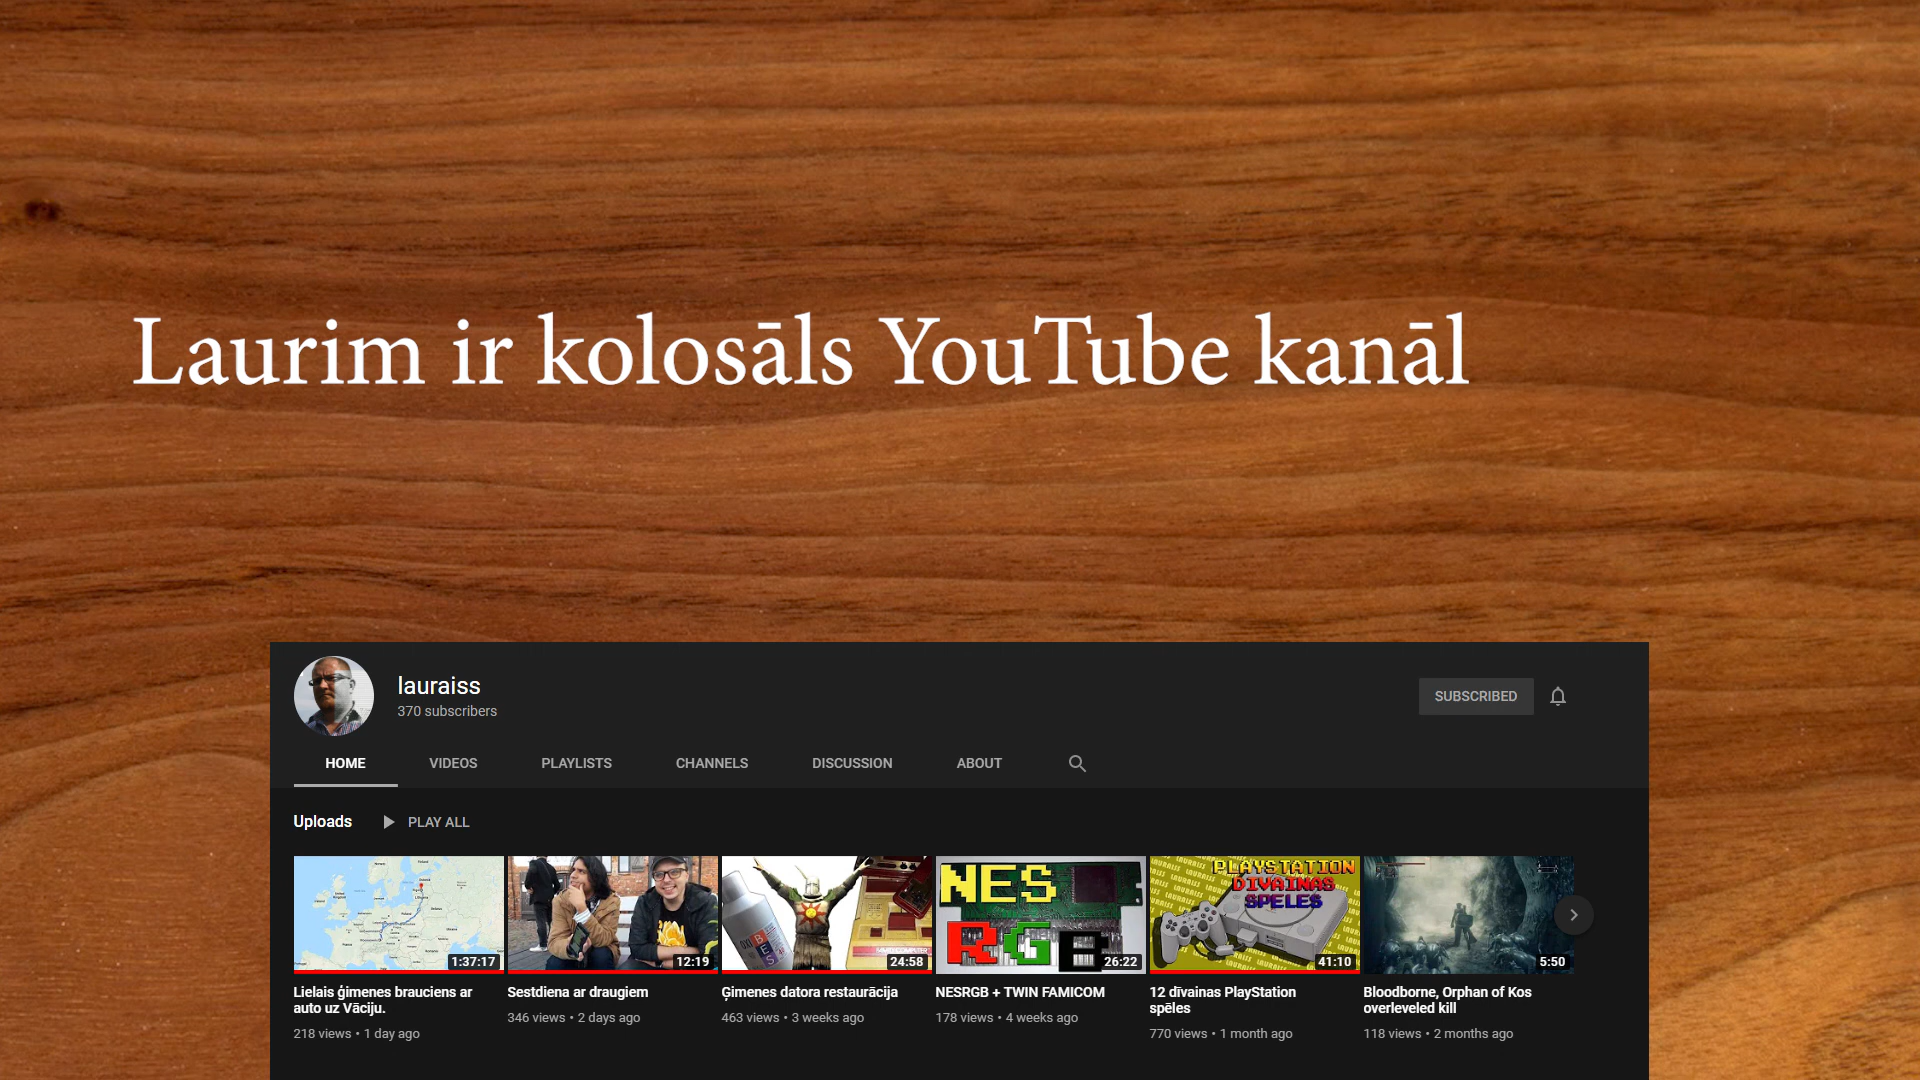 Laurim ir kolosāls YouTube kanāl
lauraiss
370 subscribers
SUBSCRIBED
HOME VIDEOS PLAYLISTS CHANNELS DISCUSSION ABOUT
Uploads PLAY ALL
1:37:17
12:19
24:58
NES
RGB
26:22
PLAYSTATION
DIVAINAS
SPELES
41:10
5:50
Lielais ģimenes brauciens ar
auto uz Vāciju.
218 views • 1 day ago
Sestdiena ar draugiem
346 views • 2 days ago
Ģimenes datora restaurācija
463 views • 3 weeks ago
NESRGB + TWIN FAMICOM
178 views • 4 weeks ago
12 dīvainas PlayStation
spēles
770 views • 1 month ago
Bloodborne, Orphan of Kos
overleveled kill
118 views • 2 months ago